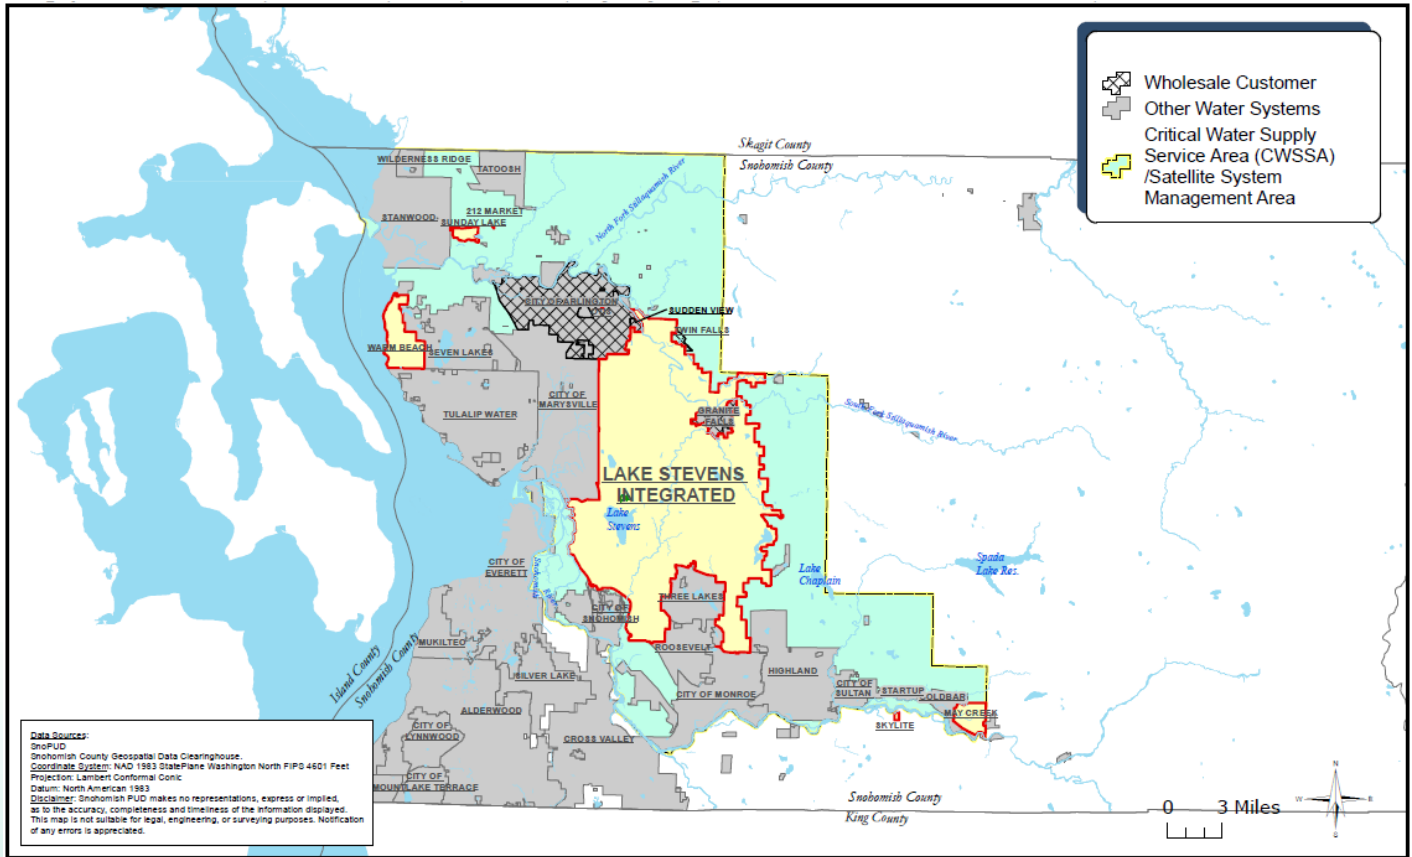 Wholesale Customer
Other Water Systems
Critical Water Supply
Service Area (CWSSA)
/Satellite System
Management Area
Skagit County
Snohomish County
WILDERNESS RIDGE
TATOOSH
STANWOOD
212 MARKET
SUNDAY LAKE
North Fork Stillaquamish River
CITY OF ARLINGTON
SUDDEN VIEW
TWIN FALLS
WARM BEACH
SEVEN LAKES
CITY OF
MARYSVILLE
TULALIP WATER
GRANITE
FALLS
South Fork Stillaquamish River
LAKE STEVENS
INTEGRATED
Lake
Stevens
CITY OF
EVERETT
Snohomish
River
Lake
Chaplain
Spada
Lake Res.
THREE LAKES
CITY OF
SNOHOMISH
MUKILTEO
ROOSEVELT
Island County
Snohomish County
SILVER LAKE
HIGHLAND
CITY OF MONROE
CITY OF
SULTAN
STARTUP
GOLDBAR
MAY CREEK
SKYLITE
ALDERWOOD
CITY OF
LYNNWOOD
CROSS VALLEY
CITY OF
MOUNTLAKE TERRACE
Snohomish County
King County
Data Sources:
SnoPUD
Snohomish County Geospatial Data Clearinghouse.
Coordinate System: NAD 1983 StatePlane Washington North FIPS 4601 Feet
Projection: Lambert Conformal Conic
Datum: North American 1983
Disclaimer: Snohomish PUD makes no representations, express or implied,
as to the accuracy, completeness and timeliness of the information displayed.
This map is not suitable for legal, engineering, or surveying purposes. Notification
of any errors is appreciated.
0 3 Miles
N
W E
S